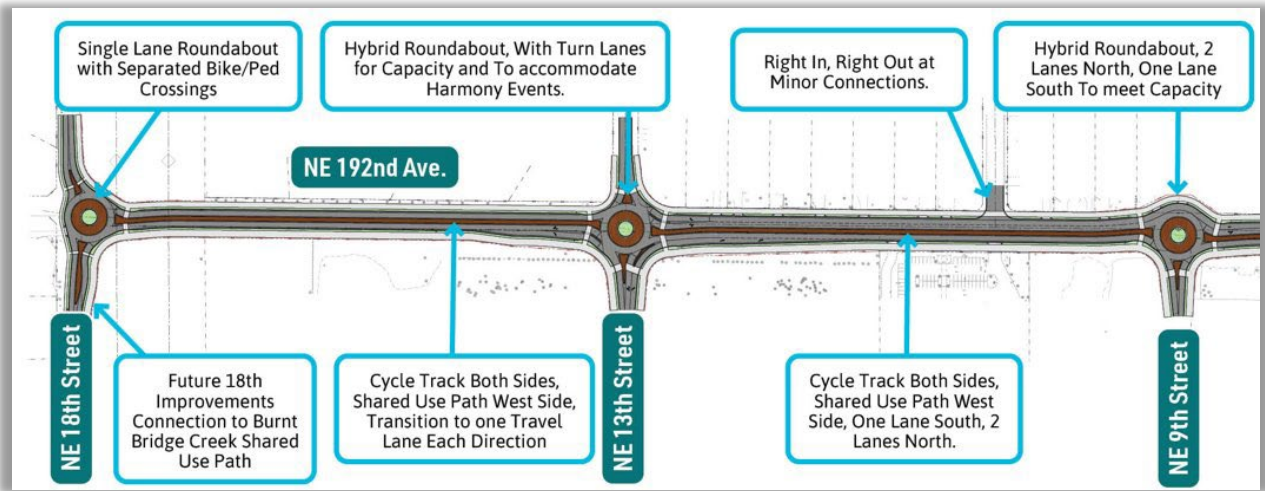 Single Lane Roundabout
with Separated Bike/Ped
Crossings
Hybrid Roundabout, With Turn Lanes
for Capacity and To accommodate
Harmony Events.
Right In, Right Out at
Minor Connections.
Hybrid Roundabout, 2
Lanes North, One Lane
South To meet Capacity
NE 192nd Ave.
NE 18th Street
Future 18th
Improvements
Connection to Burnt
Bridge Creek Shared
Use Path
Cycle Track Both Sides,
Shared Use Path West Side,
Transition to one Travel
Lane Each Direction
NE 13th Street
Cycle Track Both Sides,
Shared Use Path West
Side, One Lane South, 2
Lanes North.
NE 9th Street